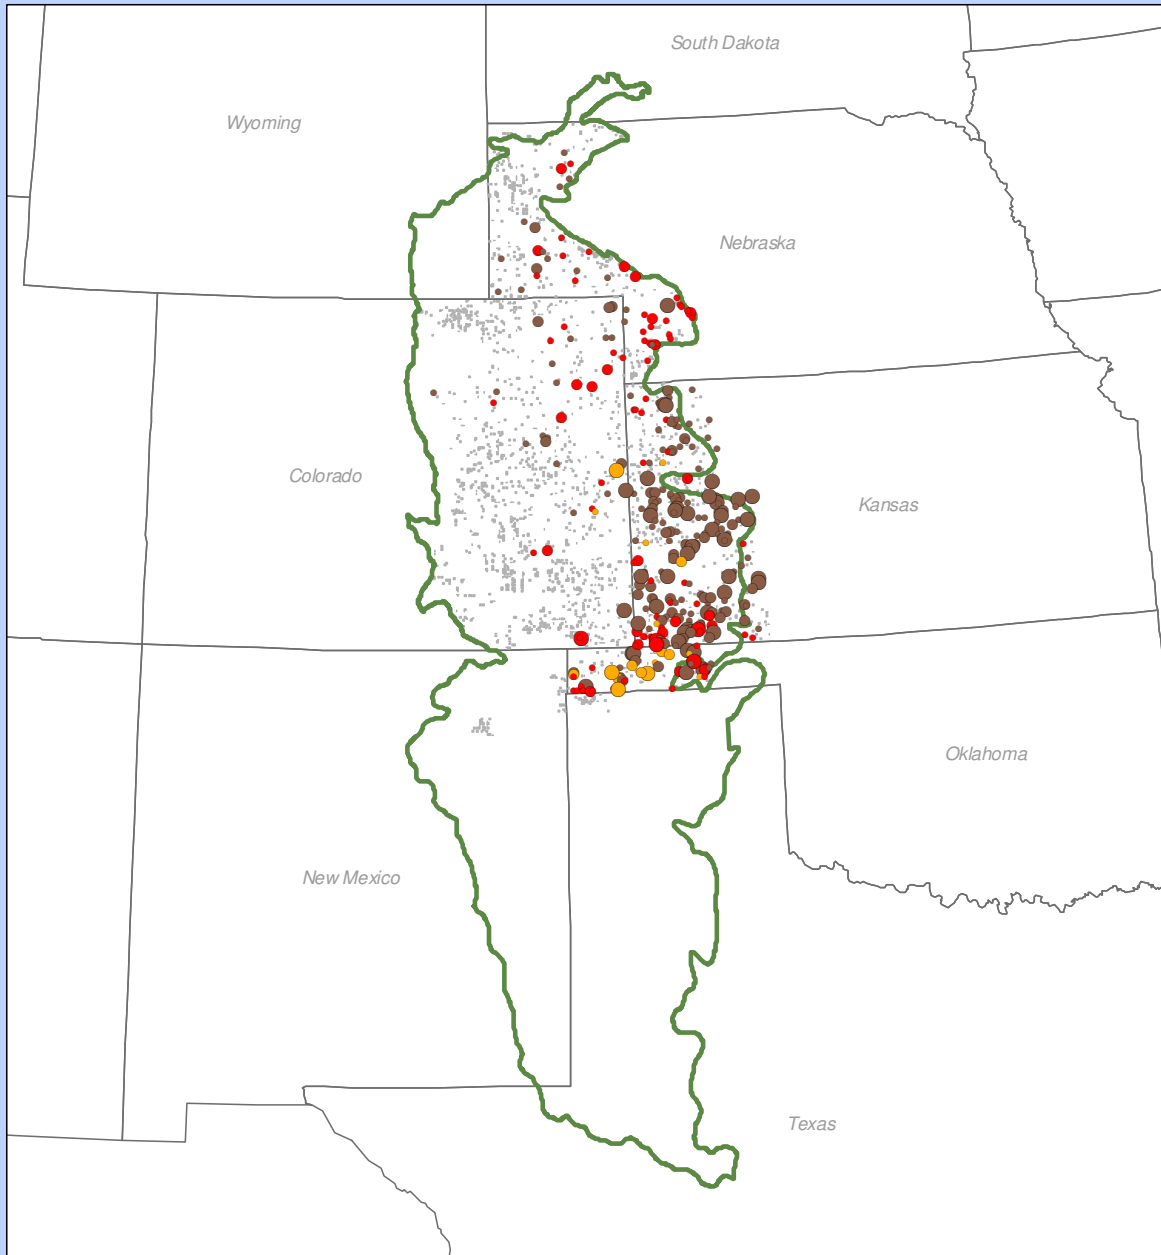 South Dakota
Wyoming
Nebraska
Colorado
Kansas
Oklahoma
New Mexico
Texas